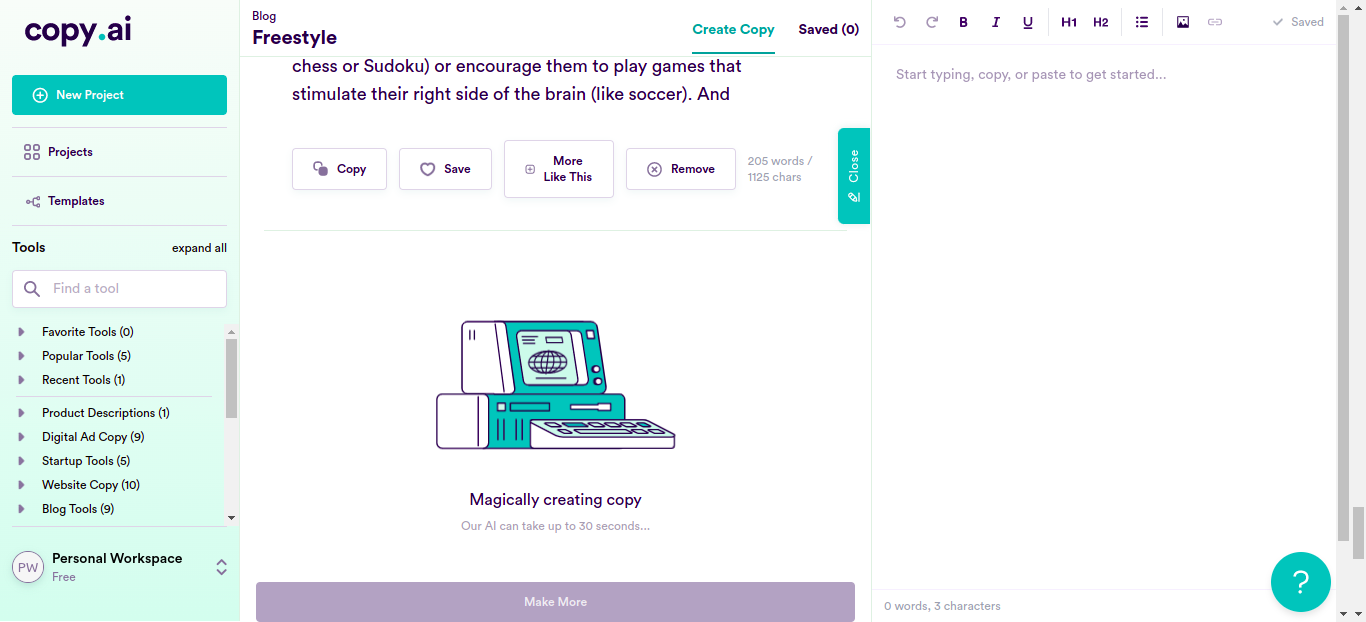 copy.ai
New Project
Projects
Templates
Tools
expand all
Find a tool
Favorite Tools (0)
Popular Tools (5)
Recent Tools (1)
Product Descriptions (1)
Digital Ad Copy (9)
Startup Tools (5)
Website Copy (10)
Blog Tools (9)
PW
Personal Workspace
Free
Blog
Freestyle
Create Copy
Saved (0)
chess or Sudoku) or encourage them to play games that
stimulate their right side of the brain (like soccer). And
Copy
Save
More
Like This
Remove
205 words /
1125 chars
Close
Magically creating copy
Our AI can take up to 30 seconds...
Make More
B
I
U
H1
H2
Saved
Start typing, copy, or paste to get started...
0 words, 3 characters
?